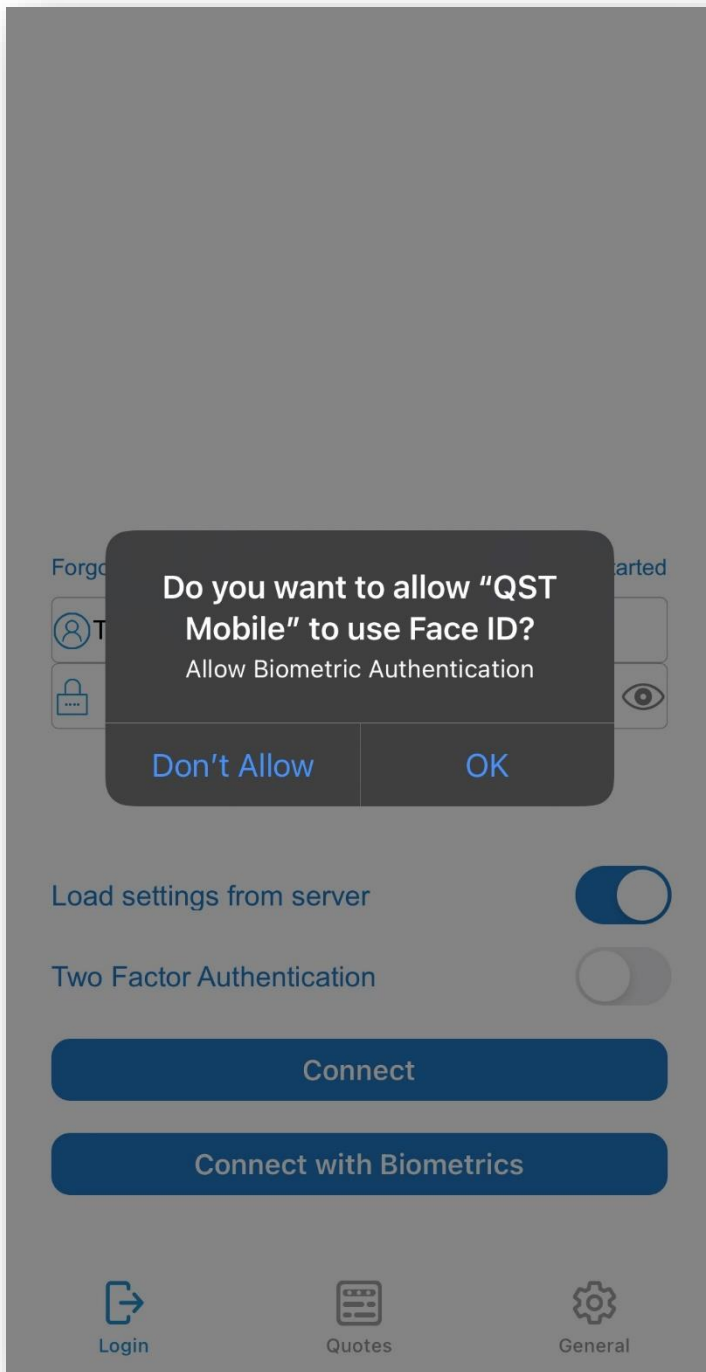 Do you want to allow “QST
Mobile” to use Face ID?
Allow Biometric Authentication
Don’t Allow
OK
Load settings from server
Two Factor Authentication
Connect
Connect with Biometrics
Login
Quotes
General